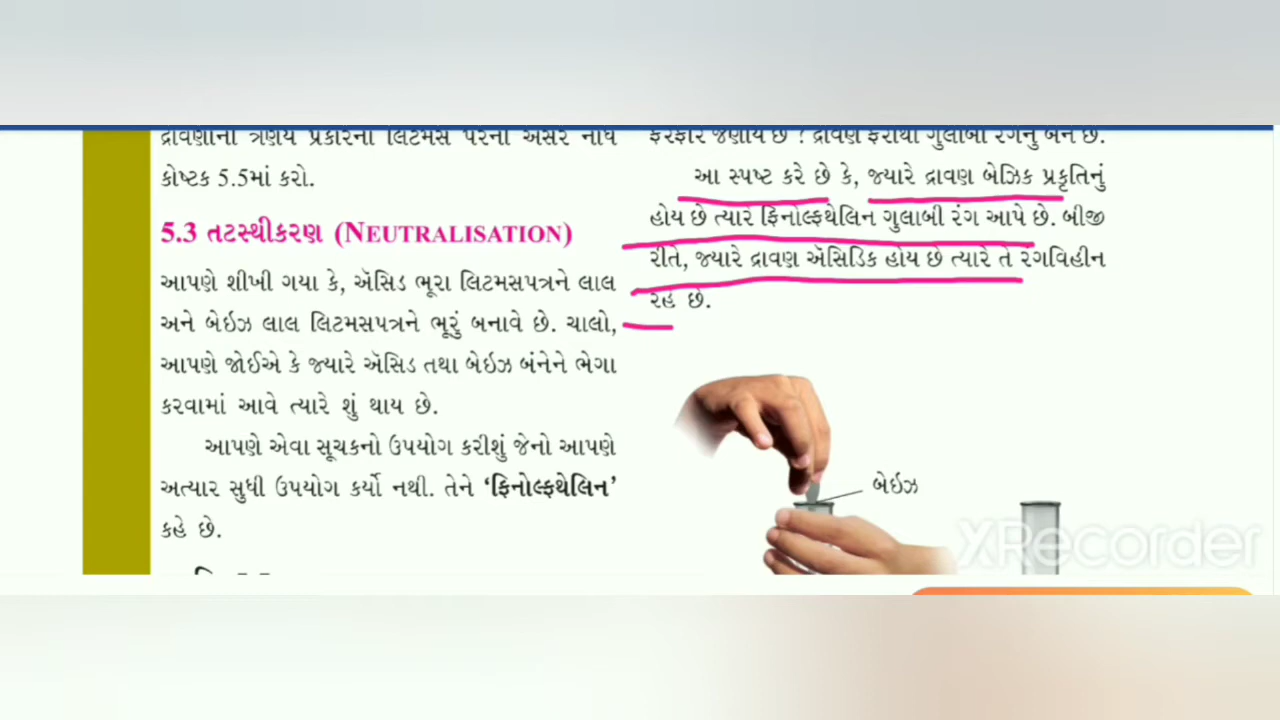 દ્રાવણોની ત્રણેય પ્રકારના લિટમસ પરની અસર નોંધ
કોષ્ટક 5.5માં કરો.
5.3 તટસ્થીકરણ (NEUTRALISATION)
આપણે શીખી ગયા કે, ઍસિડ ભૂરા લિટમસપત્રને લાલ
અને બેઇઝ લાલ લિટમસપત્રને ભૂરું બનાવે છે. ચાલો,
આપણે જોઈએ કે જ્યારે ઍસિડ તથા બેઇઝ બંનેને ભેગા
કરવામાં આવે ત્યારે શું થાય છે.
આપણે એવા સૂચકનો ઉપયોગ કરીશું જેનો આપણે
અત્યાર સુધી ઉપયોગ કર્યો નથી. તેને ‘ફિનોલ્ફથેલિન’
કહે છે.
ફેરફાર જણાય છે ? દ્રાવણ ફરીથી ગુલાબી રંગનું બને છે.
આ સ્પષ્ટ કરે છે કે, જ્યારે દ્રાવણ બેઝિક પ્રકૃતિનું
હોય છે ત્યારે ફિનોલ્ફથેલિન ગુલાબી રંગ આપે છે. બીજી
રીતે, જ્યારે દ્રાવણ ઍસિડિક હોય છે ત્યારે તે રંગવિહીન
રહે છે.
બેઇઝ
XRecorder